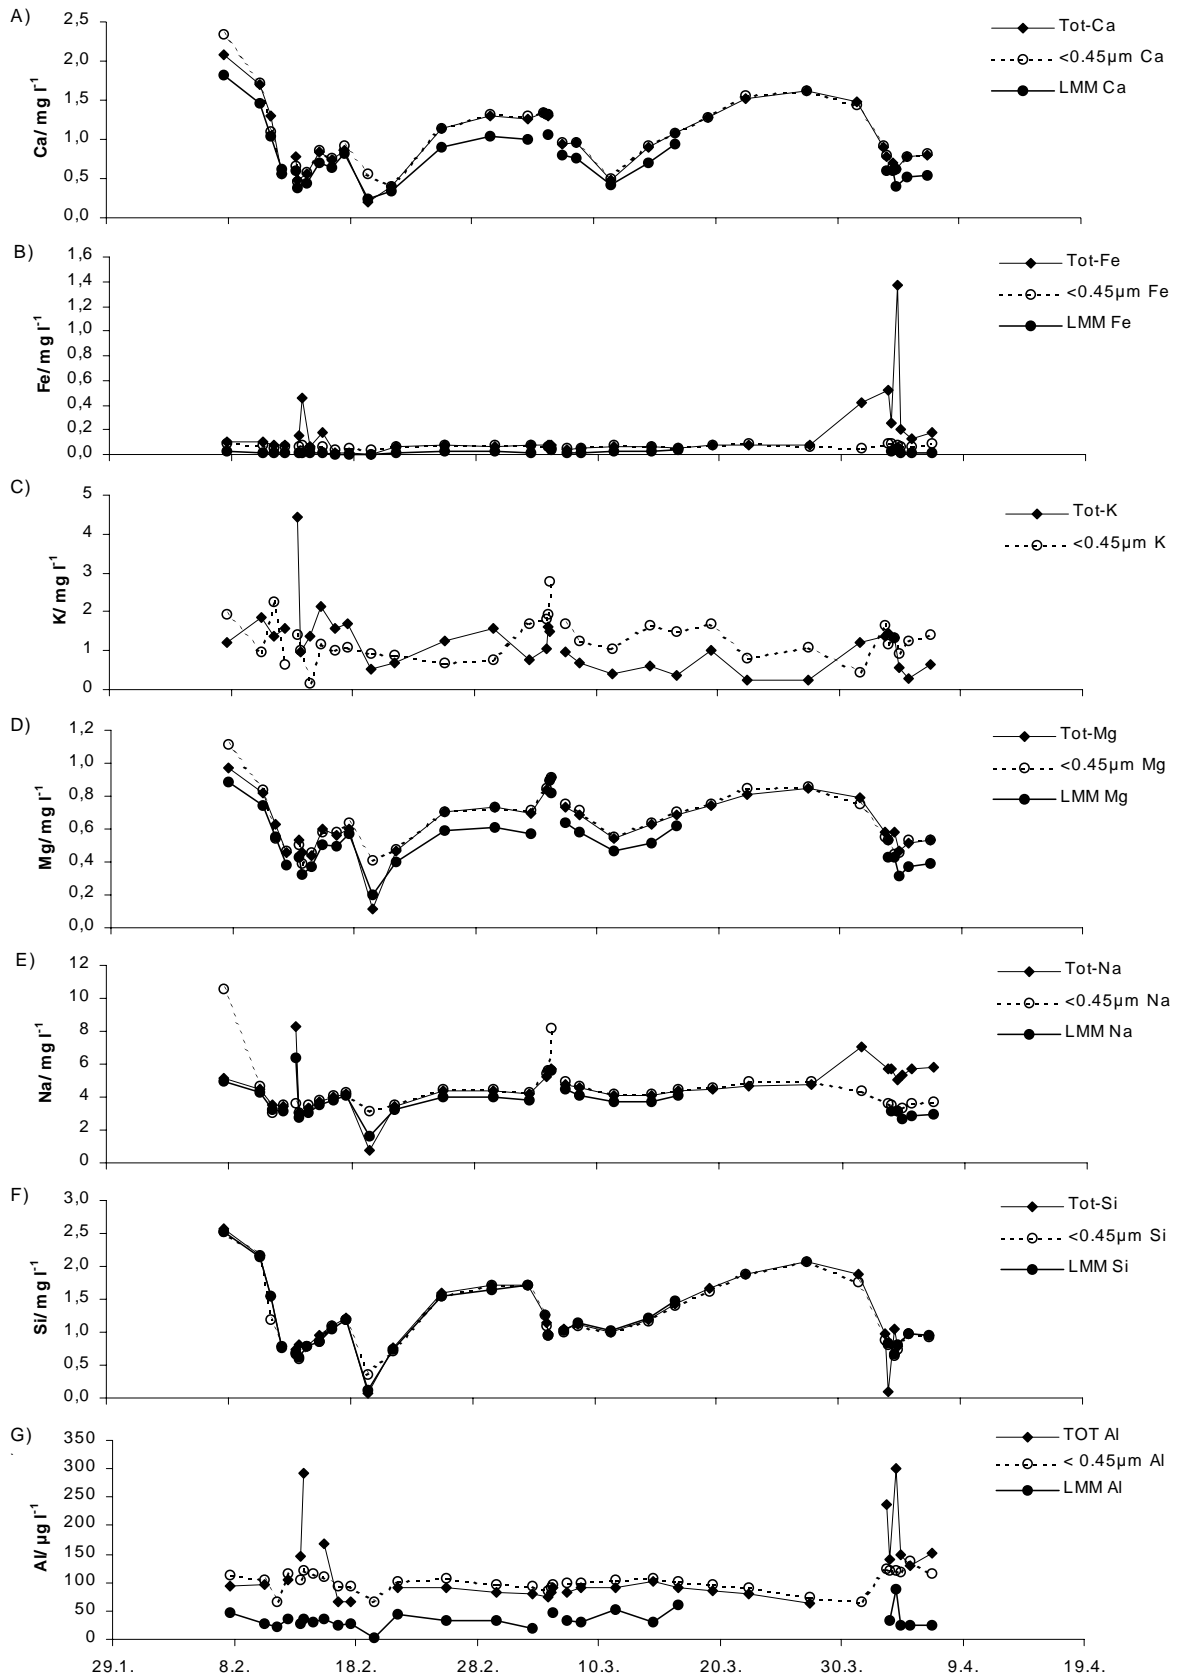 A)
2,5
2,0
1,5
1,0
0,5
0,0
Ca/ mg l-1
Tot-Ca
<0.45µm Ca
LMM Ca
B)
1,6
1,4
1,2
1,0
0,8
0,6
0,4
0,2
0,0
Fe/ mg l-1
Tot-Fe
<0.45µm Fe
LMM Fe
C)
5
4
3
2
1
0
K/ mg l-1
Tot-K
<0.45µm K
D)
1,2
1,0
0,8
0,6
0,4
0,2
0,0
Mg/ mg l-1
Tot-Mg
<0.45µm Mg
LMM Mg
E)
12
10
8
6
4
2
0
Na/ mg l-1
Tot-Na
<0.45µm Na
LMM Na
F)
3,0
2,5
2,0
1,5
1,0
0,5
0,0
Si/ mg l-1
Tot-Si
<0.45µm Si
LMM Si
G)
350
300
250
200
150
100
50
0
Al/ µg l-1
TOT Al
< 0.45µm Al
LMM Al
29.1. 8.2. 18.2. 28.2. 10.3. 20.3. 30.3. 9.4. 19.4.